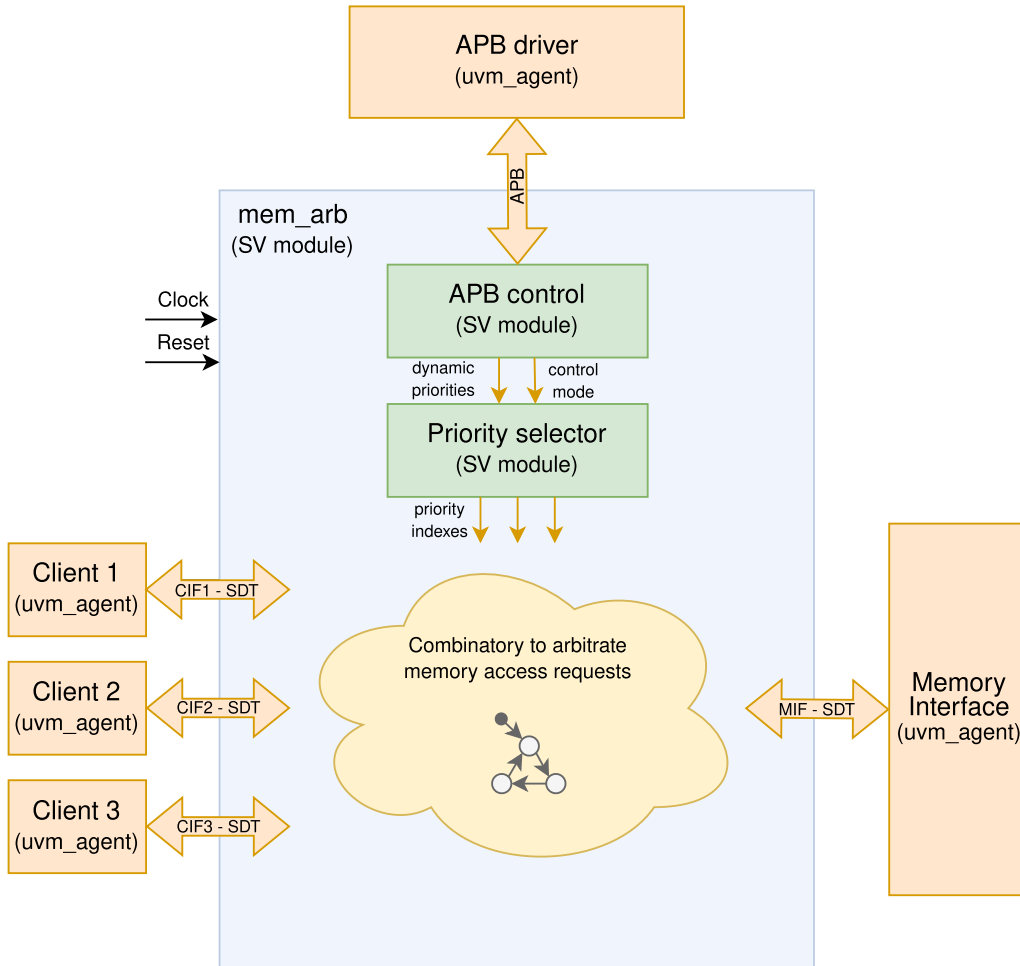 APB driver
(uvm_agent)
APB
mem_arb
(SV module)
APB control
(SV module)
Clock
Reset
dynamic
priorities
control
mode
Priority selector
(SV module)
priority
indexes
Client 1
(uvm_agent)
CIF1 - SDT
Combinatory to arbitrate
memory access requests
Client 2
(uvm_agent)
CIF2 - SDT
MIF - SDT
Memory
Interface
(uvm_agent)
Client 3
(uvm_agent)
CIF3 - SDT